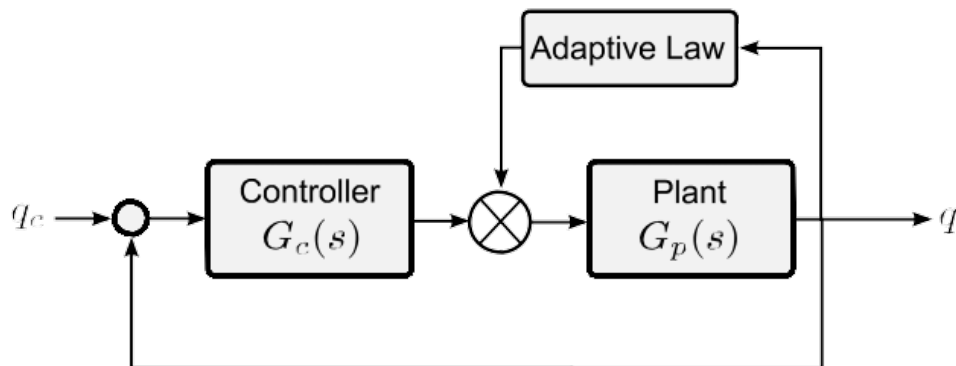 Adaptive Law
q_c
Controller
G_c(s)
Plant
G_p(s)
q